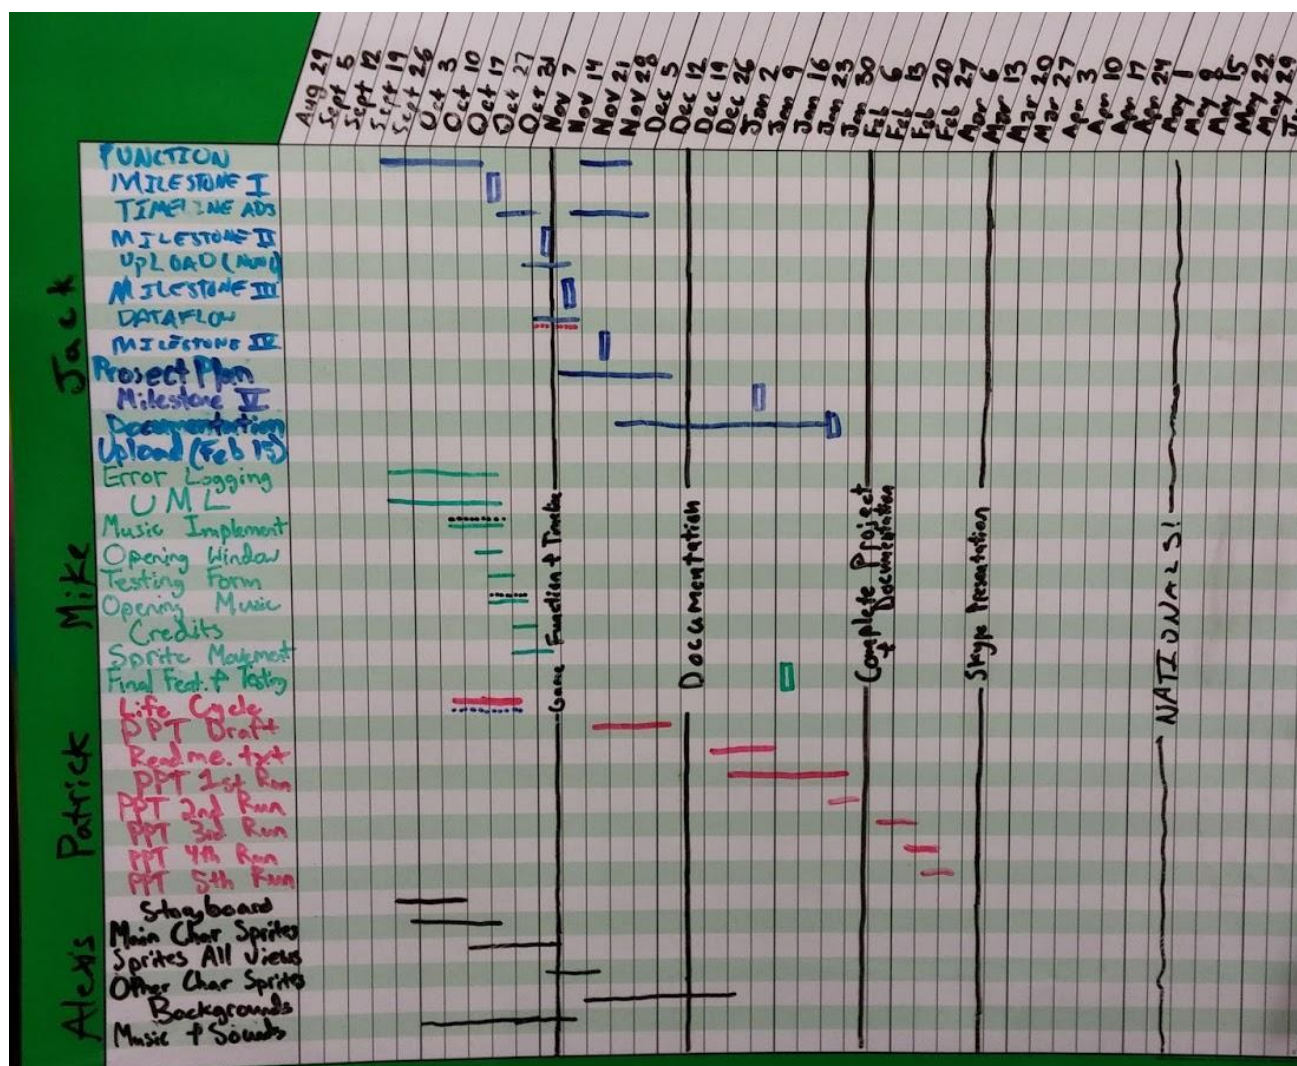 Aug 29
Sept 5
Sept 12
Sept 19
Sept 26
Oct 3
Oct 10
Oct 17
Oct 27
Oct 31
Nov 7
Nov 14
Nov 21
Nov 28
Dec 5
Dec 12
Dec 19
Dec 26
Jan 2
Jan 9
Jan 16
Jan 23
Jan 30
Feb 6
Feb 13
Feb 20
Feb 27
Mar 6
Mar 13
Mar 20
Mar 27
Apr 3
Apr 10
Apr 17
Apr 24
May 1
May 8
May 15
May 22
May 29
Jack
FUNCTION
MILESTONE I
TIMELINE ADJ
MILESTONE II
UPLOAD (Nov 1)
MILESTONE III
DATAFLOW
MILESTONE IV
Project Plan
Milestone V
Documentation
Upload (Feb 15)
Mike
Error Logging
UML
Music Implement
Opening Window
Testing Form
Opening Music
Credits
Sprite Movement
Final Feat. & Testing
Patrick
Life Cycle
PPT Draft
Readme.txt
PPT 1st Run
PPT 2nd Run
PPT 3rd Run
PPT 4th Run
PPT 5th Run
Alexis
Storyboard
Main Char Sprites
Sprites All Views
Other Char Sprites
Backgrounds
Music + Sounds
Game Function + Timeline
Documentation
Complete Project
+ Documentation
Skype Presentation
NATIONALS!